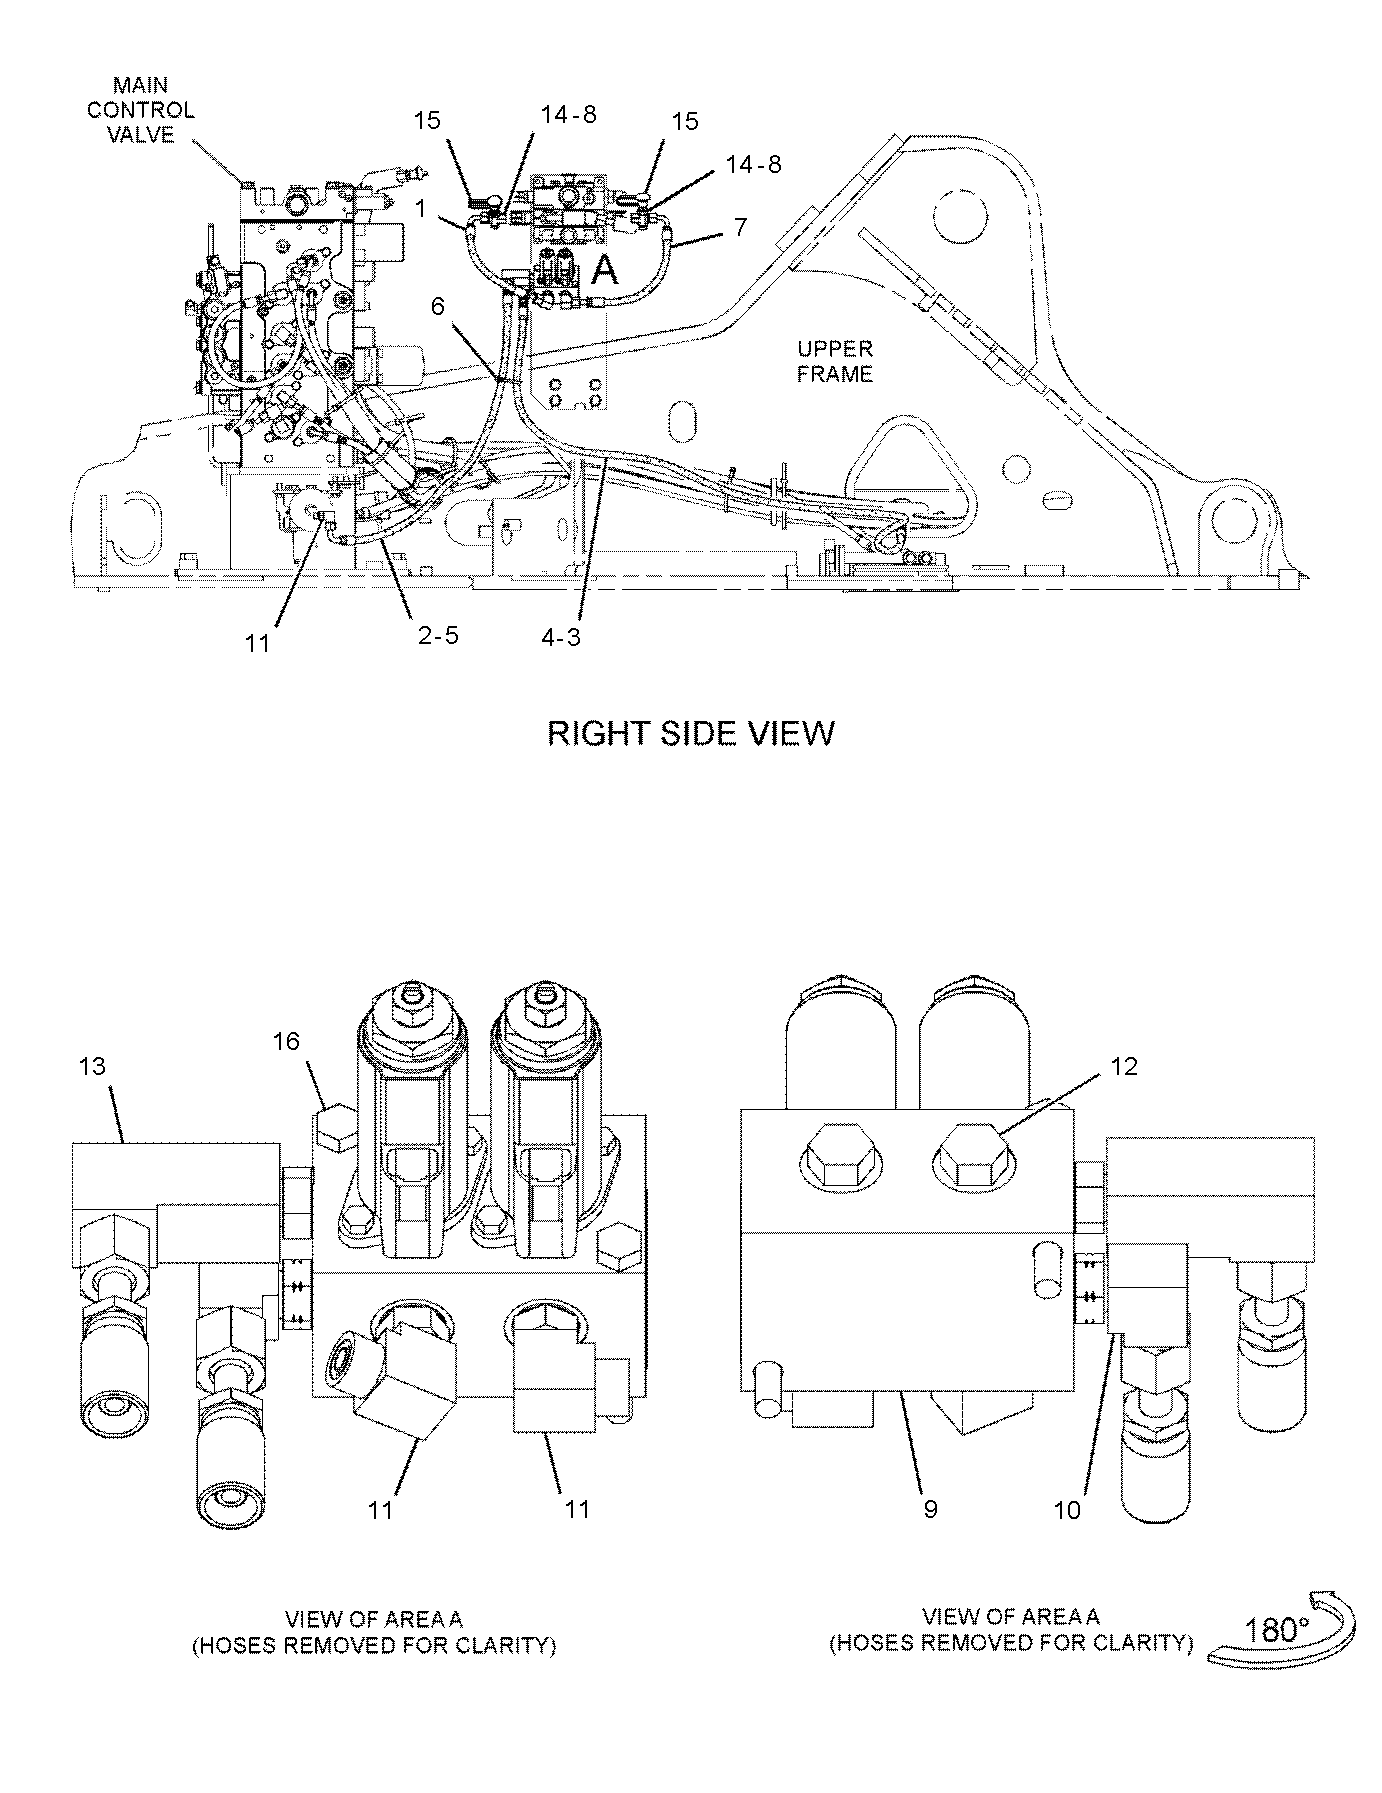 MAIN
CONTROL
VALVE
15
14-8
15
14-8
1
7
A
6
UPPER
FRAME
11
2-5
4-3
RIGHT SIDE VIEW
16
13
12
11
11
9
10
VIEW OF AREA A
(HOSES REMOVED FOR CLARITY)
VIEW OF AREA A
(HOSES REMOVED FOR CLARITY)
180°